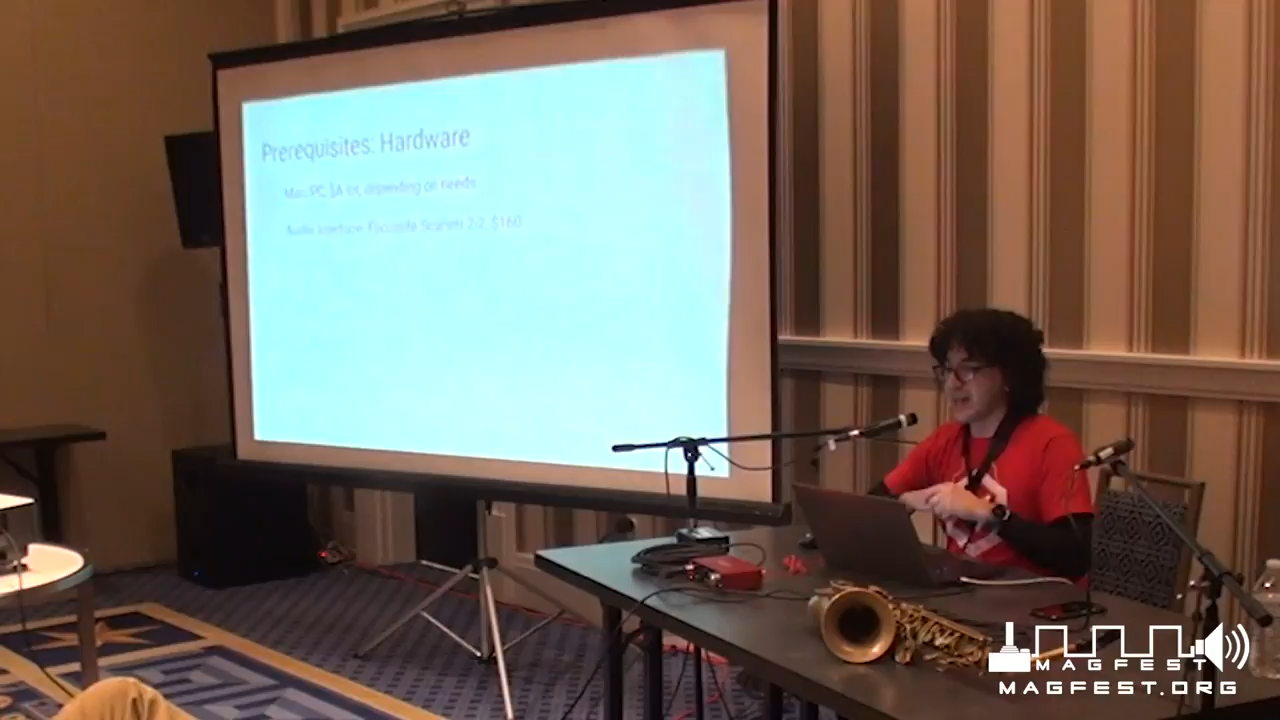 Prerequisites: Hardware
Mac/PC, $A lot, depending on needs
Audio interface: Focusrite Scarlett 2i2, $160
MAGFEST
MAGFEST.ORG